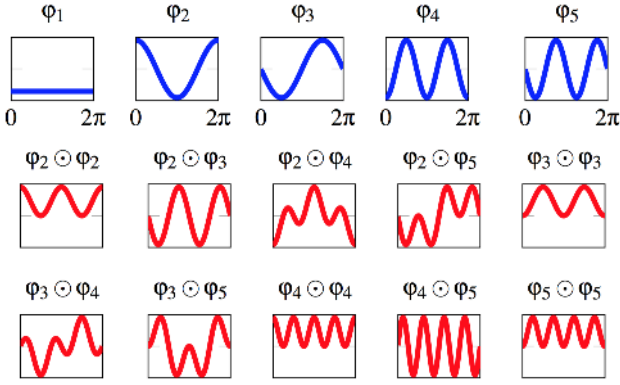 φ₁ φ₂ φ₃ φ₄ φ₅
0 2π 0 2π 0 2π 0 2π 0 2π
φ₂ ⊙ φ₂ φ₂ ⊙ φ₃ φ₂ ⊙ φ₄ φ₂ ⊙ φ₅ φ₃ ⊙ φ₃
φ₃ ⊙ φ₄ φ₃ ⊙ φ₅ φ₄ ⊙ φ₄ φ₄ ⊙ φ₅ φ₅ ⊙ φ₅